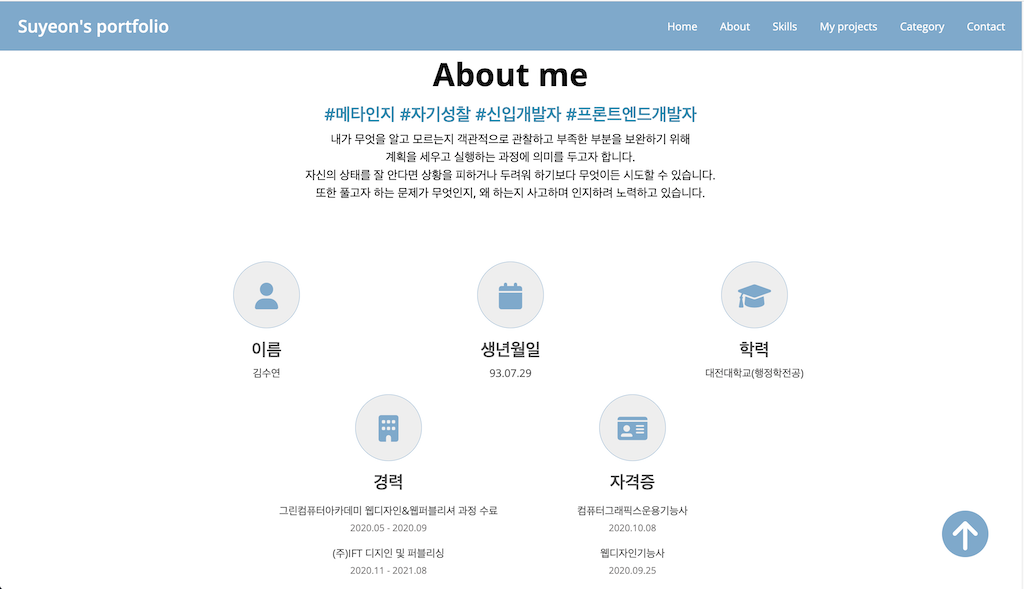 Suyeon's portfolio
Home About Skills My projects Category Contact
About me
#메타인지 #자기성찰 #신입개발자 #프론트엔드개발자
내가 무엇을 알고 모르는지 객관적으로 관찰하고 부족한 부분을 보완하기 위해
계획을 세우고 실행하는 과정에 의미를 두고자 합니다.
자신의 상태를 잘 안다면 상황을 피하거나 두려워 하기보다 무엇이든 시도할 수 있습니다.
또한 풀고자 하는 문제가 무엇인지, 왜 하는지 사고하며 인지하려 노력하고 있습니다.
이름
김수연
생년월일
93.07.29
학력
대전대학교(행정학전공)
경력
그린컴퓨터아카데미 웹디자인&웹퍼블리셔 과정 수료
2020.05 - 2020.09
(주)IFT 디지인 및 퍼블리싱
2020.11 - 2021.08
자격증
컴퓨터그래픽스운용기능사
2020.10.08
웹디자인기능사
2020.09.25